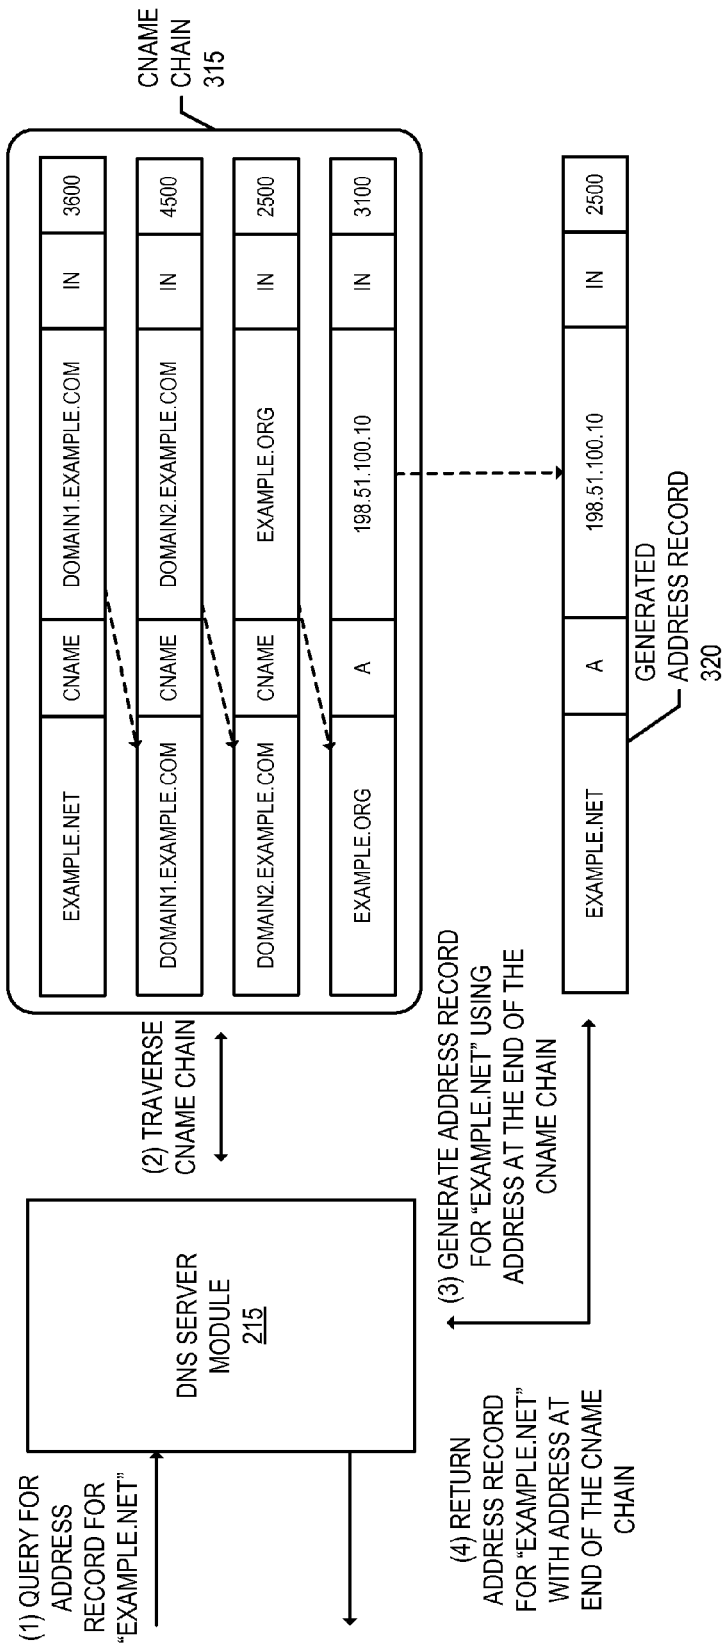 (1) QUERY FOR
ADDRESS
RECORD FOR
“EXAMPLE.NET”
DNS SERVER
MODULE
215
(2) TRAVERSE
CNAME CHAIN
CNAME
CHAIN
315
EXAMPLE.NET CNAME DOMAIN1.EXAMPLE.COM IN 3600
DOMAIN1.EXAMPLE.COM CNAME DOMAIN2.EXAMPLE.COM IN 4500
DOMAIN2.EXAMPLE.COM CNAME EXAMPLE.ORG IN 2500
EXAMPLE.ORG A 198.51.100.10 IN 3100
(3) GENERATE ADDRESS RECORD
FOR “EXAMPLE.NET” USING
ADDRESS AT THE END OF THE
CNAME CHAIN
EXAMPLE.NET A 198.51.100.10 IN 2500
GENERATED
ADDRESS RECORD
320
(4) RETURN
ADDRESS RECORD
FOR “EXAMPLE.NET”
WITH ADDRESS AT
END OF THE CNAME
CHAIN